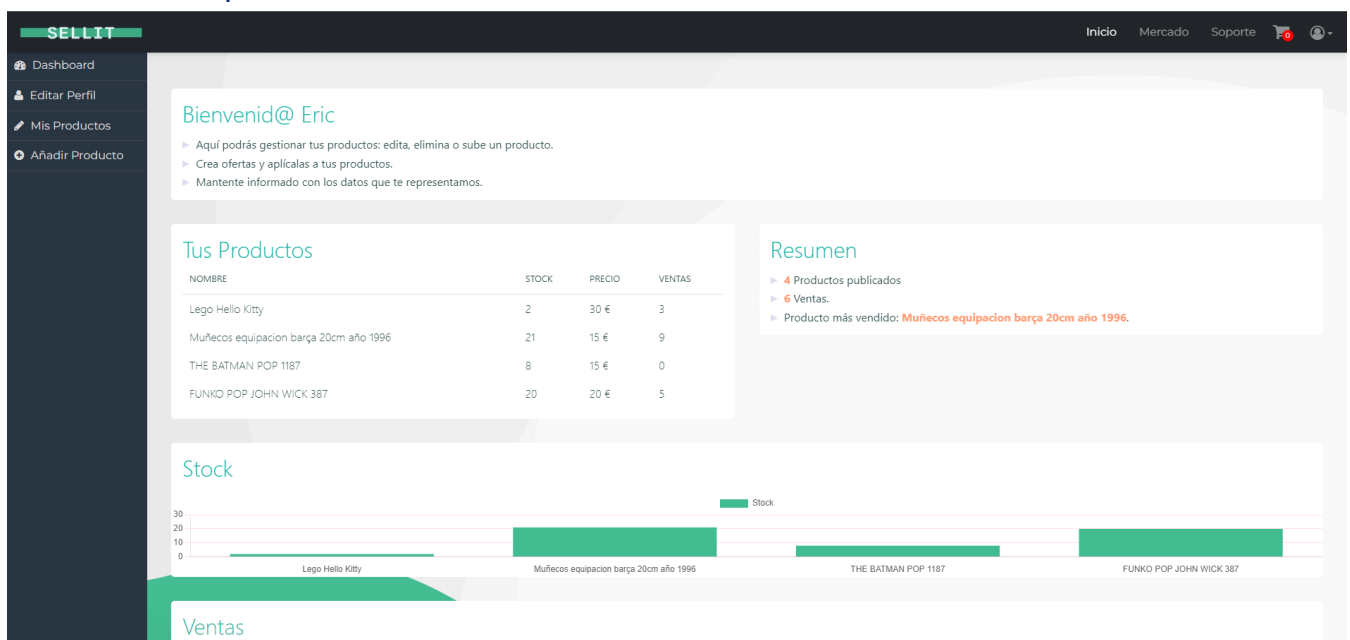 SELLIT
Inicio Mercado Soporte 0
Dashboard
Editar Perfil
Mis Productos
Añadir Producto
Bienvenid@ Eric
Aquí podrás gestionar tus productos: edita, elimina o sube un producto.
Crea ofertas y aplícalas a tus productos.
Mantente informado con los datos que te representamos.
Tus Productos
NOMBRE STOCK PRECIO VENTAS
Lego Hello Kitty 2 30 € 3
Muñecos equipacion barça 20cm año 1996 21 15 € 9
THE BATMAN POP 1187 8 15 € 0
FUNKO POP JOHN WICK 387 20 20 € 5
Resumen
4 Productos publicados
6 Ventas.
Producto más vendido: Muñecos equipacion barça 20cm año 1996.
Stock
Stock
30
20
10
0
Lego Hello Kitty Muñecos equipacion barça 20cm año 1996 THE BATMAN POP 1187 FUNKO POP JOHN WICK 387
Ventas